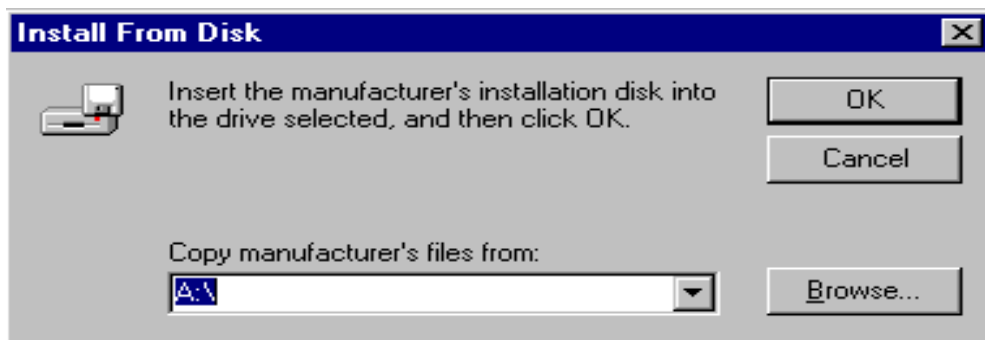 Install From Disk
Insert the manufacturer's installation disk into
the drive selected, and then click OK.
OK
Cancel
Copy manufacturer's files from:
A:\
Browse...